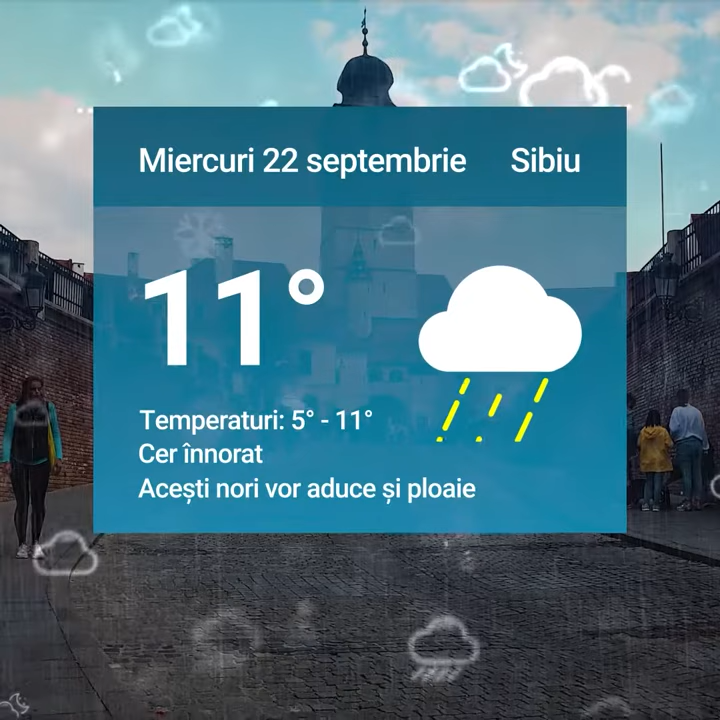 Miercuri 22 septembrie Sibiu
11°
Temperaturi: 5° - 11°
Cer înnorat
Acești nori vor aduce și ploaie